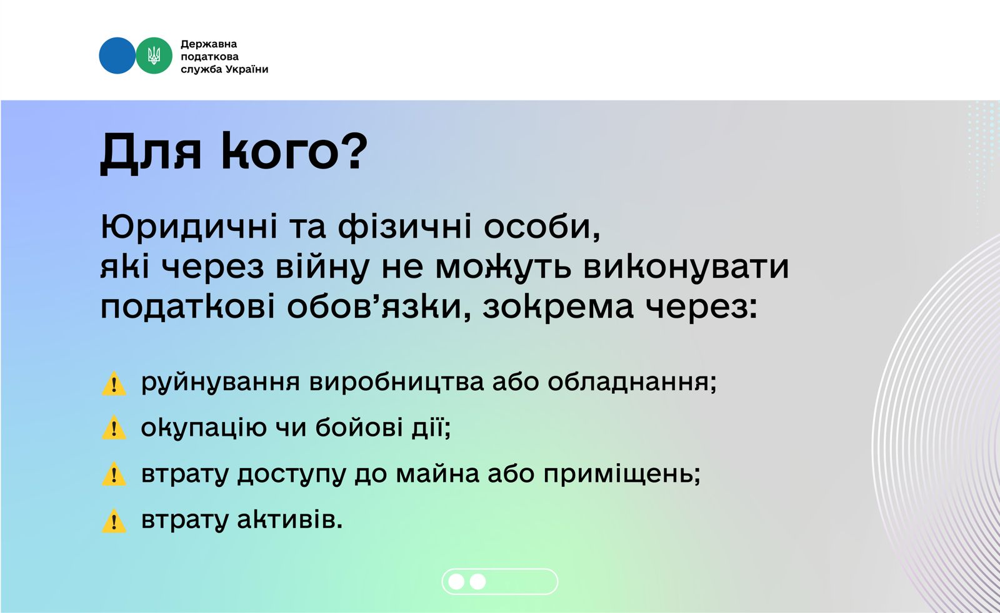 Державна
податкова
служба України
Для кого?
Юридичні та фізичні особи,
які через війну не можуть виконувати
податкові обов’язки, зокрема через:
руйнування виробництва або обладнання;
окупацію чи бойові дії;
втрату доступу до майна або приміщень;
втрату активів.